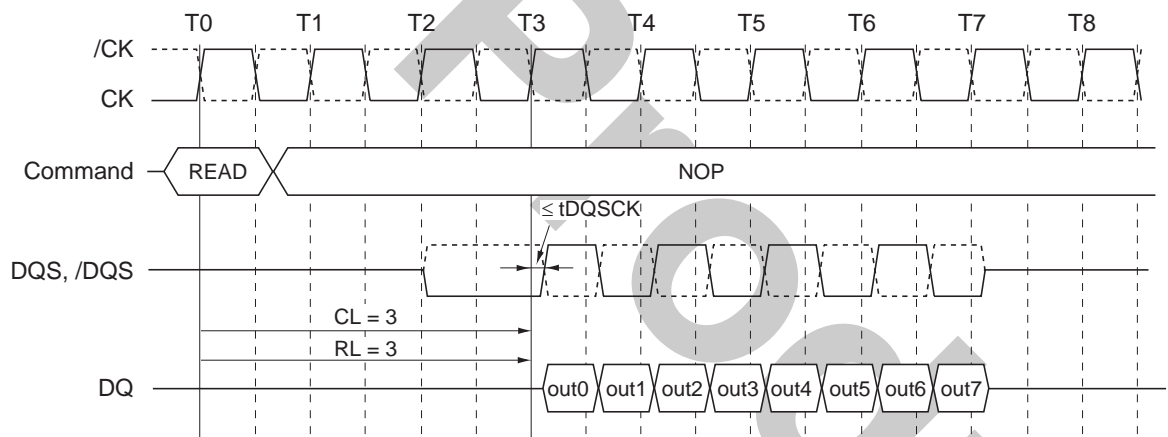 T0 T1 T2 T3 T4 T5 T6 T7 T8
/CK
CK
Command READ NOP
≤ tDQSCK
DQS, /DQS
CL = 3
RL = 3
DQ out0 out1 out2 out3 out4 out5 out6 out7